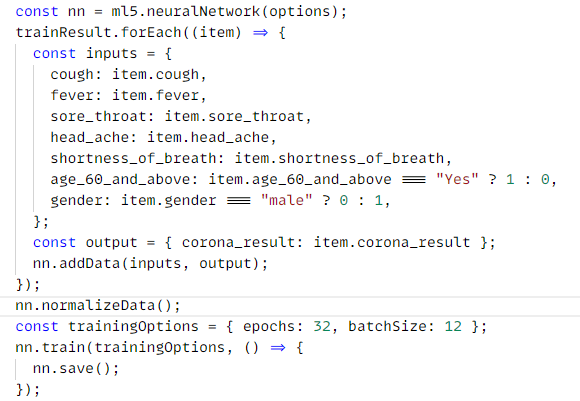 const nn = ml5.neuralNetwork(options);
trainResult.forEach((item) => {
const inputs = {
cough: item.cough,
fever: item.fever,
sore_throat: item.sore_throat,
head_ache: item.head_ache,
shortness_of_breath: item.shortness_of_breath,
age_60_and_above: item.age_60_and_above === "Yes" ? 1 : 0,
gender: item.gender === "male" ? 0 : 1,
};
const output = { corona_result: item.corona_result };
nn.addData(inputs, output);
});
nn.normalizeData();
const trainingOptions = { epochs: 32, batchSize: 12 };
nn.train(trainingOptions, () => {
nn.save();
});